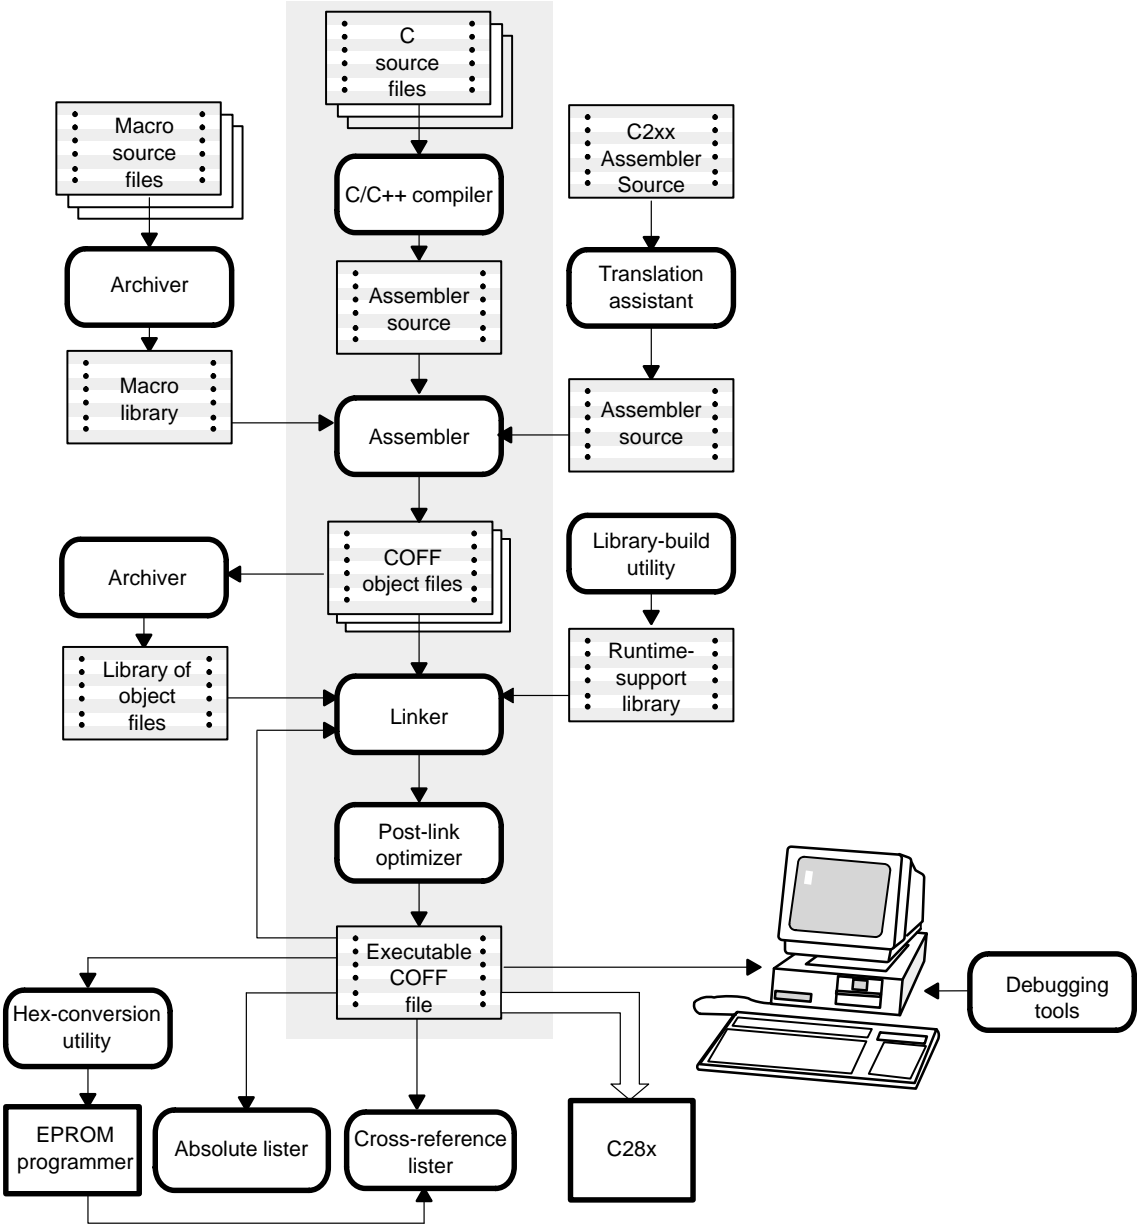 C
source
files
Macro
source
files
C2xx
Assembler
Source
C/C++ compiler
Archiver
Translation
assistant
Assembler
source
Macro
library
Assembler
Assembler
source
Archiver
COFF
object files
Library-build
utility
Library of
object
files
Linker
Runtime-
support
library
Post-link
optimizer
Executable
COFF
file
Debugging
tools
Hex-conversion
utility
EPROM
programmer
Absolute lister
Cross-reference
lister
C28x